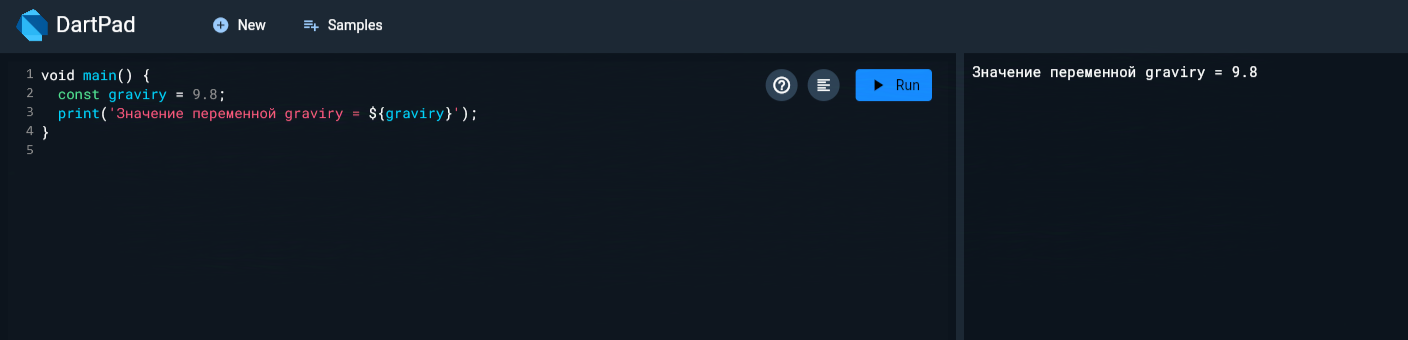 DartPad
New
Samples
Run
1 void main() {
2   const graviry = 9.8;
3   print('Значение переменной graviry = ${graviry}');
4 }
5
Значение переменной graviry = 9.8